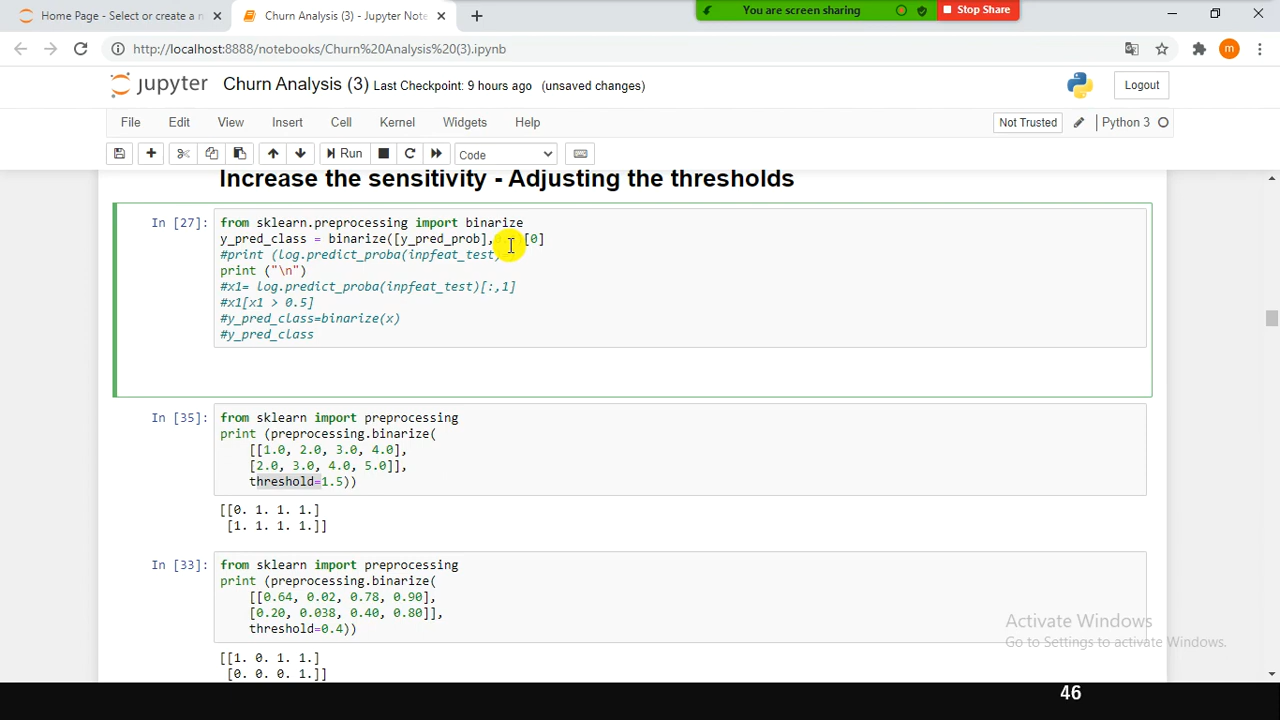 Home Page - Select or create a n
Churn Analysis (3) - Jupyter Note
You are screen sharing
Stop Share
http://localhost:8888/notebooks/Churn%20Analysis%20(3).ipynb
m
jupyter
Churn Analysis (3) Last Checkpoint: 9 hours ago (unsaved changes)
Logout
File Edit View Insert Cell Kernel Widgets Help
Not Trusted
Python 3
Run
Code
Increase the sensitivity - Adjusting the thresholds
In [27]:
from sklearn.preprocessing import binarize
y_pred_class = binarize([y_pred_prob], [0]
#print (log.predict_proba(inpfeat_test)
print ("\n")
#x1= log.predict_proba(inpfeat_test)[:,1]
#x1[x1 > 0.5]
#y_pred_class=binarize(x)
#y_pred_class
In [35]:
from sklearn import preprocessing
print (preprocessing.binarize(
[[1.0, 2.0, 3.0, 4.0],
[2.0, 3.0, 4.0, 5.0]],
threshold=1.5))
[[0. 1. 1. 1.]
[1. 1. 1. 1.]]
In [33]:
from sklearn import preprocessing
print (preprocessing.binarize(
[[0.64, 0.02, 0.78, 0.90],
[0.20, 0.038, 0.40, 0.80]],
threshold=0.4))
[[1. 0. 1. 1.]
[0. 0. 0. 1.]]
Activate Windows
Go to Settings to activate Windows.
46